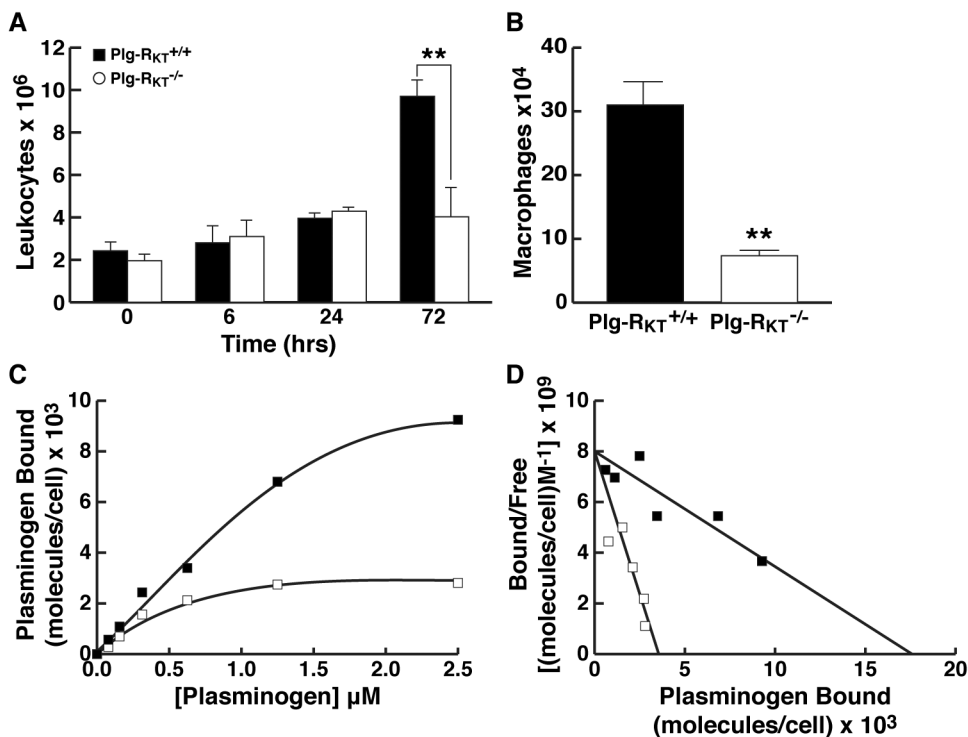 A
Plg-RKT+/+
Plg-RKT-/-
**
Leukocytes x 10^6
12
10
8
6
4
2
0
0 6 24 72
Time (hrs)
B
Macrophages x10^4
40
30
20
10
0
**
Plg-RKT+/+ Plg-RKT-/-
C
Plasminogen Bound
(molecules/cell) x 10^3
10
8
6
4
2
0
0.0 0.5 1.0 1.5 2.0 2.5
[Plasminogen] µM
D
Bound/Free
[(molecules/cell)M-1] x 10^9
10
8
6
4
2
0
0 5 10 15 20
Plasminogen Bound
(molecules/cell) x 10^3